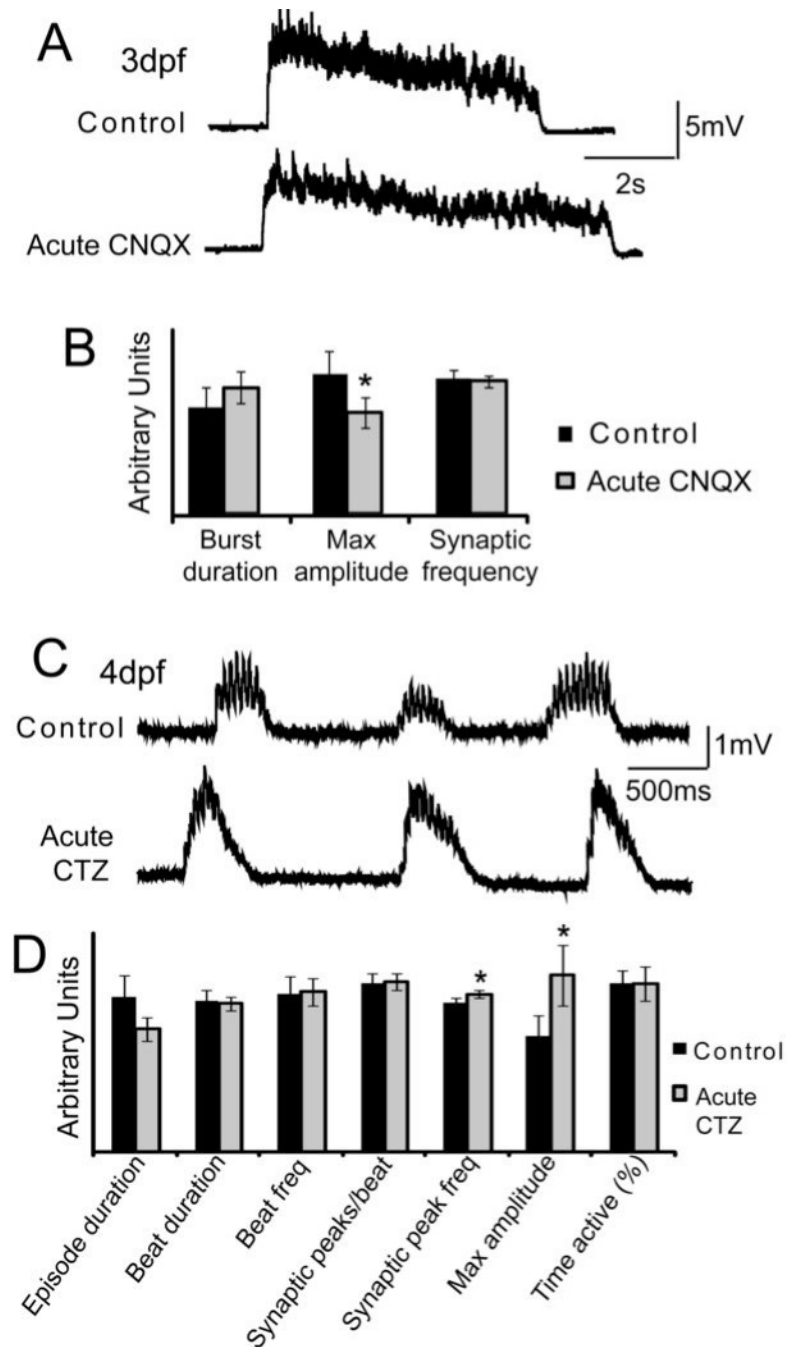 A
3dpf
Control
5mV
2s
Acute CNQX
B
Arbitrary Units
*
Control
Acute CNQX
Burst duration
Max amplitude
Synaptic frequency
C
4dpf
Control
1mV
500ms
Acute
CTZ
D
Arbitrary Units
*
*
Control
Acute
CTZ
Episode duration
Beat duration
Beat freq
Synaptic peaks/beat
Synaptic peak freq
Max amplitude
Time active (%)